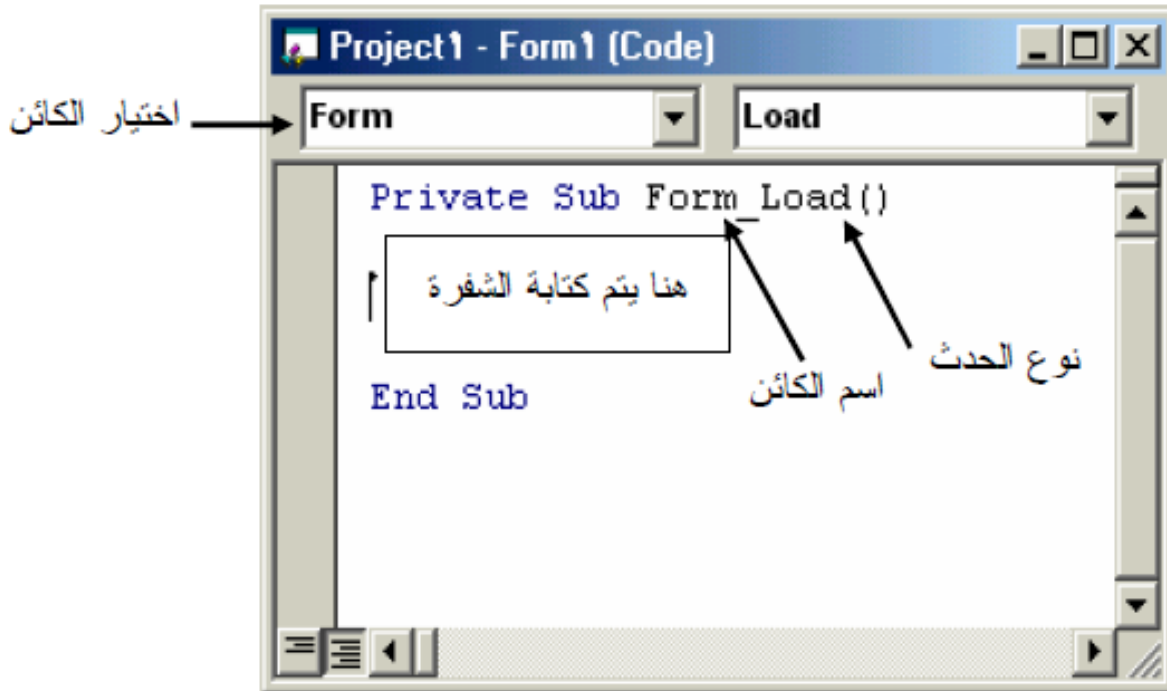 Project1 - Form1 (Code)
اختيار الكائن
Form
Load
Private Sub Form_Load()
هنا يتم كتابة الشفرة
نوع الحدث
اسم الكائن
End Sub